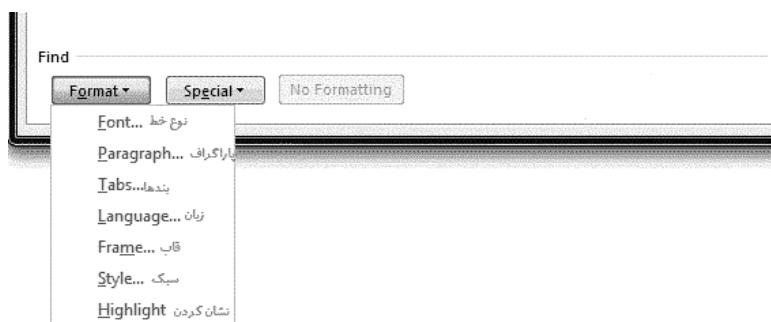 Find
Format Special No Formatting
Font... نوع خط
Paragraph... پاراگراف
Tabs... بندها
Language... زبان
Frame... قاب
Style... سبک
Highlight نشان کردن